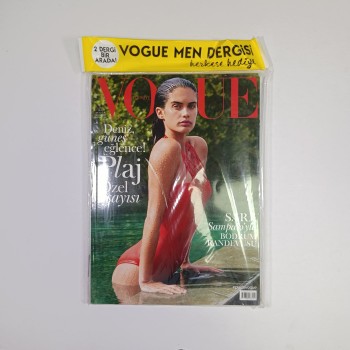 2 DERGİ
BİR
ARADA!
VOGUE MEN DERGİSİ
herkese hediye
VOGUE
Deniz,
güneş,
eğlence!
Plaj
Özel
Sayısı
SARA
Sampaio'yla
BODRUM
RANDEVUSU